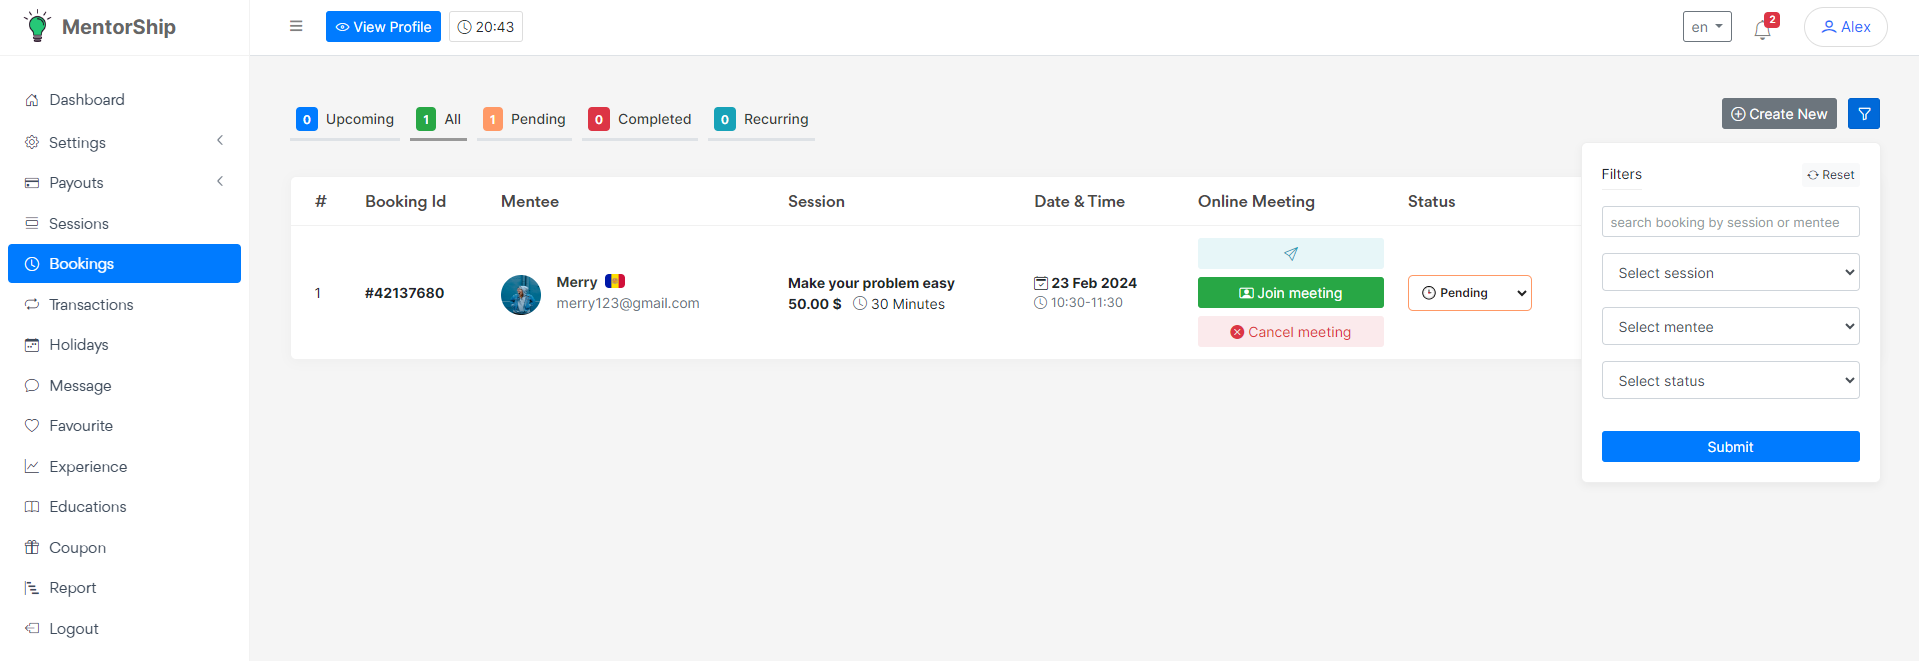 MentorShip
View Profile
20:43
en
2
Alex
Dashboard
Settings
Payouts
Sessions
Bookings
Transactions
Holidays
Message
Favourite
Experience
Educations
Coupon
Report
Logout
0 Upcoming
1 All
1 Pending
0 Completed
0 Recurring
Create New
# Booking Id Mentee Session Date & Time Online Meeting Status
1 #42137680
Merry
merry123@gmail.com
Make your problem easy
50.00 $ 30 Minutes
23 Feb 2024
10:30-11:30
Join meeting
Cancel meeting
Pending
Filters
Reset
search booking by session or mentee
Select session
Select mentee
Select status
Submit